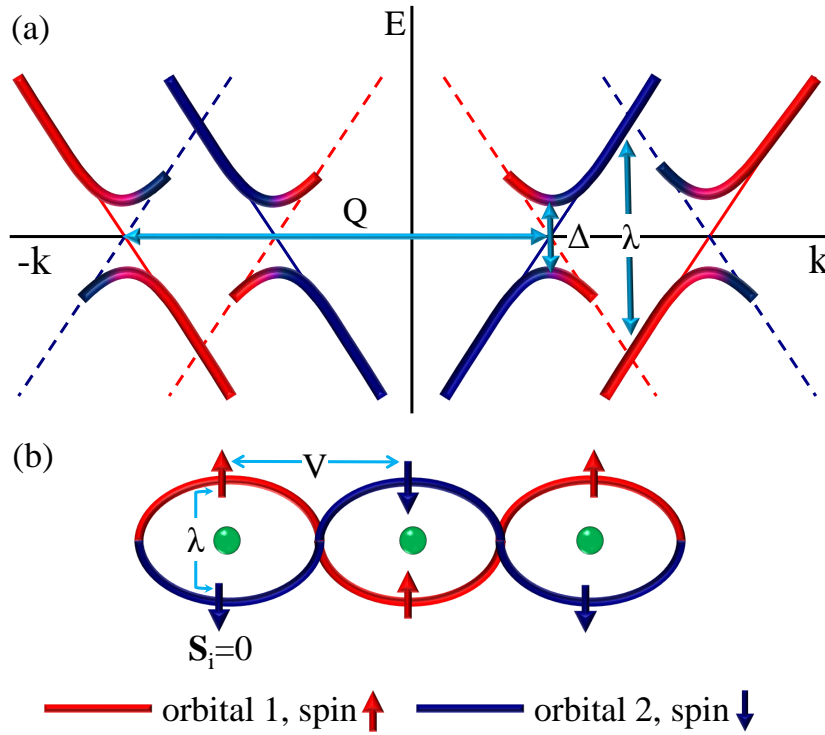 (a)
E
Q
Δ
λ
-k
k
(b)
V
λ
S_i=0
orbital 1, spin
orbital 2, spin